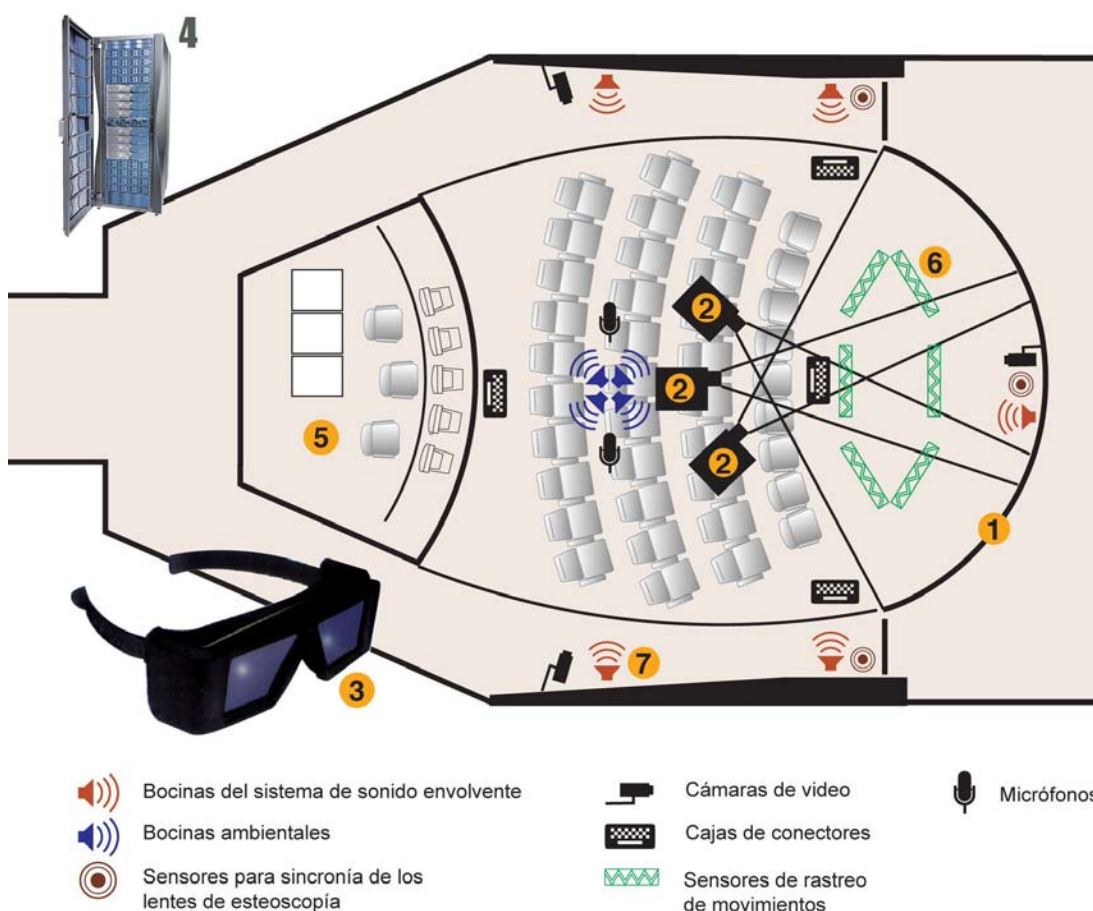 4
6
2
2
5
2
1
7
3
Bocinas del sistema de sonido envolvente
Bocinas ambientales
Sensores para sincronía de los
lentes de esteoscopía
Cámaras de video
Cajas de conectores
Sensores de rastreo
de movimientos
Micrófonos